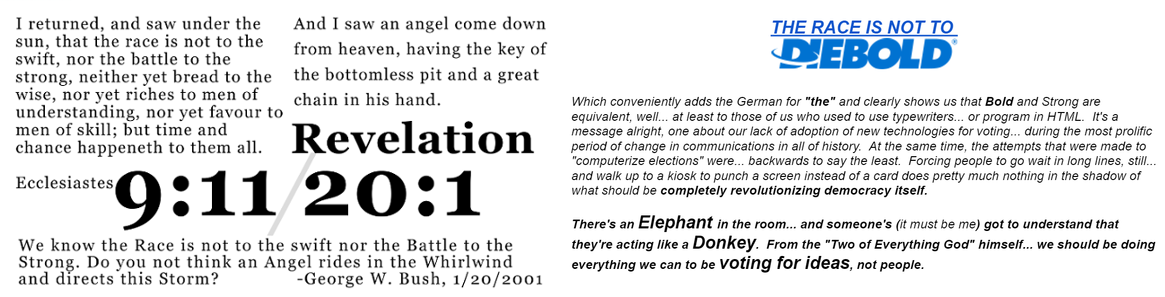 I returned, and saw under the
sun, that the race is not to the
swift, nor the battle to the
strong, neither yet bread to the
wise, nor yet riches to men of
understanding, nor yet favour to
men of skill; but time and
chance happeneth to them all.
Ecclesiastes 9:11/20:1
And I saw an angel come down
from heaven, having the key of
the bottomless pit and a great
chain in his hand.
Revelation
We know the Race is not to the swift nor the Battle to the
Strong. Do you not think an Angel rides in the Whirlwind
and directs this Storm? -George W. Bush, 1/20/2001
THE RACE IS NOT TO
DIEBOLD®
Which conveniently adds the German for "the" and clearly shows us that Bold and Strong are
equivalent, well... at least to those of us who used to use typewriters... or program in HTML. It's a
message alright, one about our lack of adoption of new technologies for voting... during the most prolific
period of change in communications in all of history. At the same time, the attempts that were made to
"computerize elections" were... backwards to say the least. Forcing people to go wait in long lines, still...
and walk up to a kiosk to punch a screen instead of a card does pretty much nothing in the shadow of
what should be completely revolutionizing democracy itself.
There's an Elephant in the room... and someone's (it must be me) got to understand that
they're acting like a Donkey. From the "Two of Everything God" himself... we should be doing
everything we can to be voting for ideas, not people.